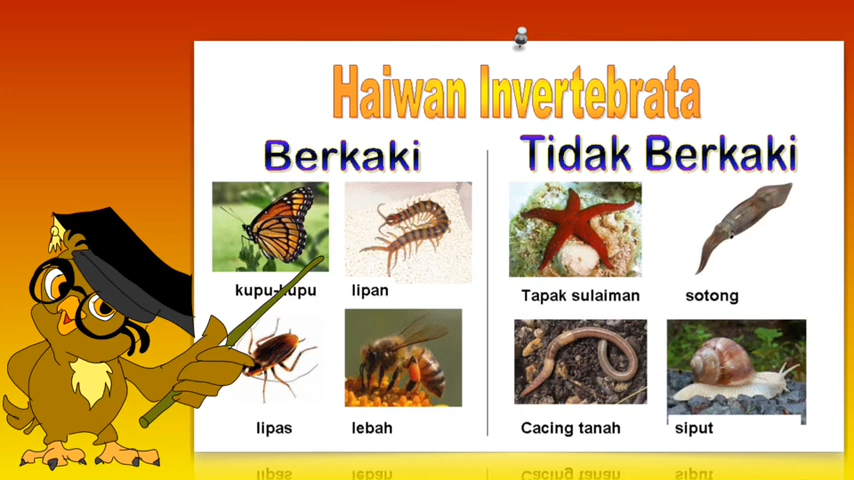 Haiwan Invertebrata
Berkaki
Tidak Berkaki
kupu-kupu
lipan
Tapak sulaiman
sotong
lipas
lebah
Cacing tanah
siput